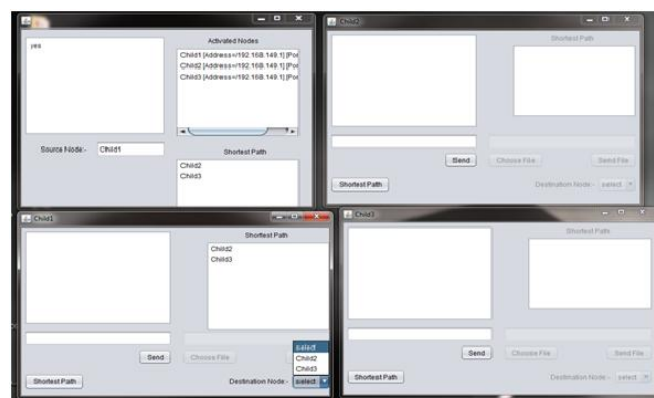 yes
Activated Nodes
Child1 [Address=/192.168.149.1] [Por
Child2 [Address=/192.168.149.1] [Por
Child3 [Address=/192.168.149.1] [Por
Source Node:- Child1
Shortest Path
Child2
Child3
Child2
Shortest Path
Send
Choose File
Send File
Shortest Path
Destination Node:- select
Child1
Shortest Path
Child2
Child3
Send
Choose File
select
Child2
Child3
Shortest Path
Destination Node:- select
Child3
Shortest Path
Send
Choose File
Send File
Shortest Path
Destination Node:- select